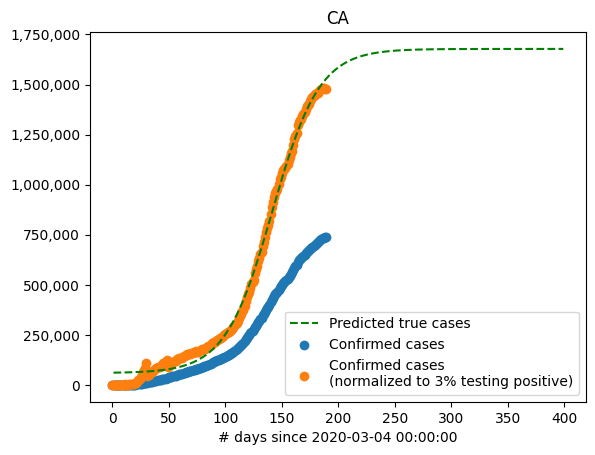 CA
1,750,000
1,500,000
1,250,000
1,000,000
750,000
500,000
250,000
0
Predicted true cases
Confirmed cases
Confirmed cases
(normalized to 3% testing positive)
0 50 100 150 200 250 300 350 400
# days since 2020-03-04 00:00:00